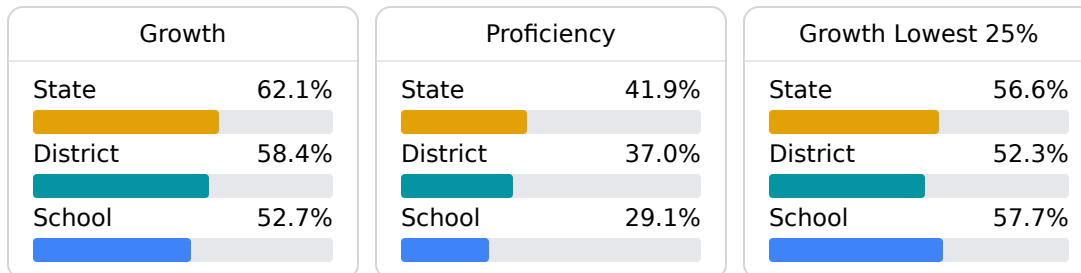 Growth
State 62.1%
District 58.4%
School 52.7%
Proficiency
State 41.9%
District 37.0%
School 29.1%
Growth Lowest 25%
State 56.6%
District 52.3%
School 57.7%